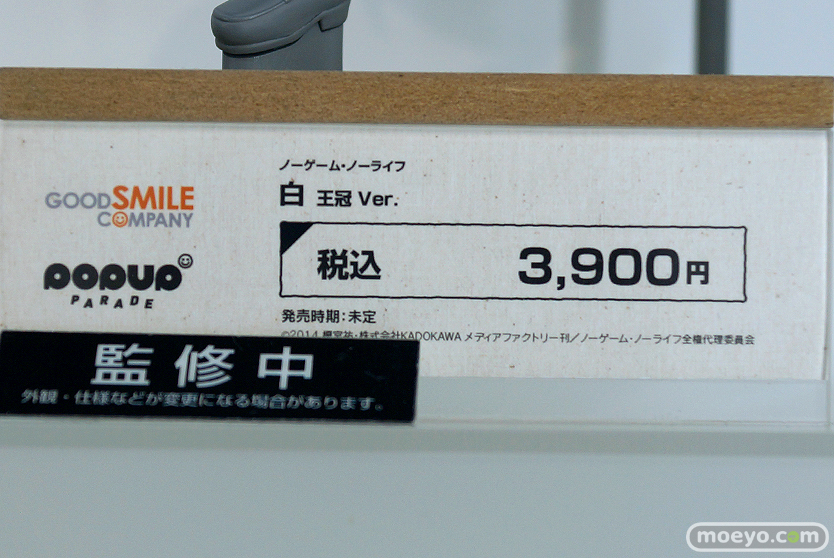 GOOD SMILE
COMPANY
POPUP
PARADE
ノーゲーム・ノーライフ
白 王冠 Ver.
税込 3,900円
発売時期:未定
©2014 榎宮祐・株式会社KADOKAWA メディアファクトリー刊/ノーゲーム・ノーライフ全権代理委員会
監修中
外観・仕様などが変更になる場合があります。
moeyo.com